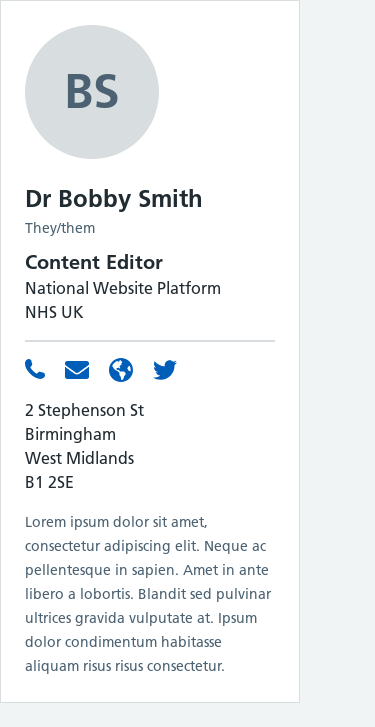 BS
Dr Bobby Smith
They/them
Content Editor
National Website Platform
NHS UK
2 Stephenson St
Birmingham
West Midlands
B1 2SE
Lorem ipsum dolor sit amet,
consectetur adipiscing elit. Neque ac
pellentesque in sapien. Amet in ante
libero a lobortis. Blandit sed pulvinar
ultrices gravida vulputate at. Ipsum
dolor condimentum habitasse
aliquam risus risus consectetur.